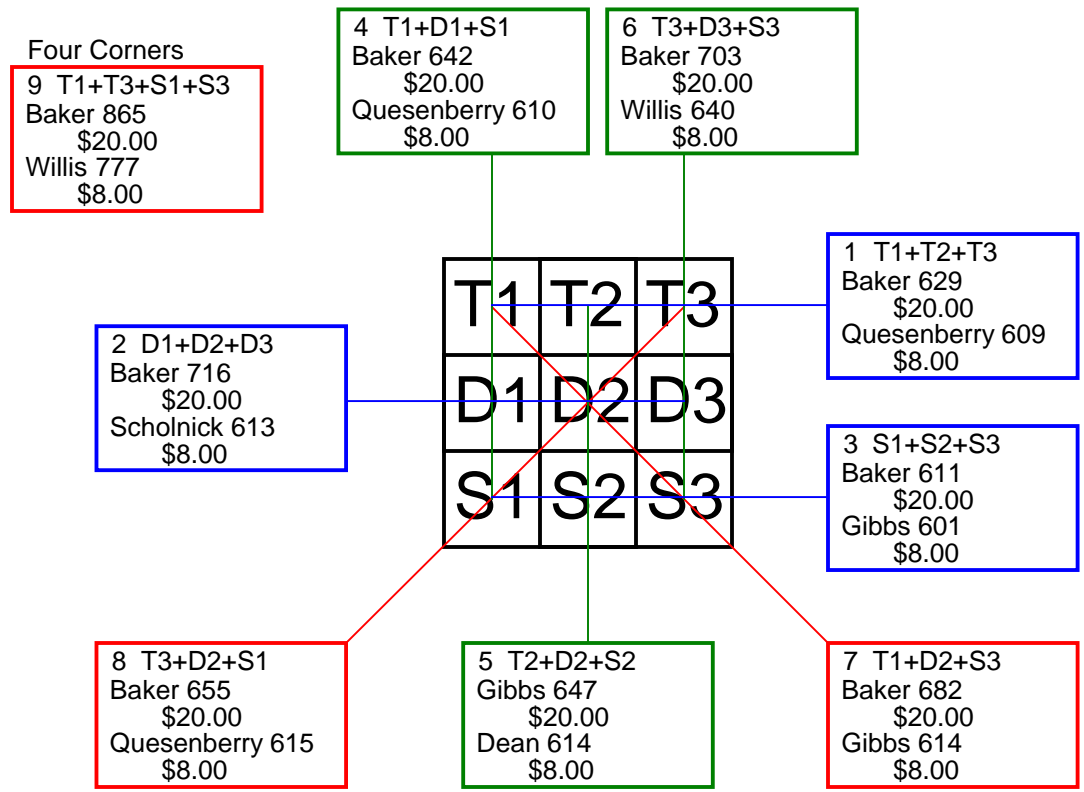 Four Corners
9 T1+T3+S1+S3
Baker 865
$20.00
Willis 777
$8.00
4 T1+D1+S1
Baker 642
$20.00
Quesenberry 610
$8.00
6 T3+D3+S3
Baker 703
$20.00
Willis 640
$8.00
1 T1+T2+T3
Baker 629
$20.00
Quesenberry 609
$8.00
2 D1+D2+D3
Baker 716
$20.00
Scholnick 613
$8.00
T1 T2 T3
D1 D2 D3
S1 S2 S3
3 S1+S2+S3
Baker 611
$20.00
Gibbs 601
$8.00
8 T3+D2+S1
Baker 655
$20.00
Quesenberry 615
$8.00
5 T2+D2+S2
Gibbs 647
$20.00
Dean 614
$8.00
7 T1+D2+S3
Baker 682
$20.00
Gibbs 614
$8.00